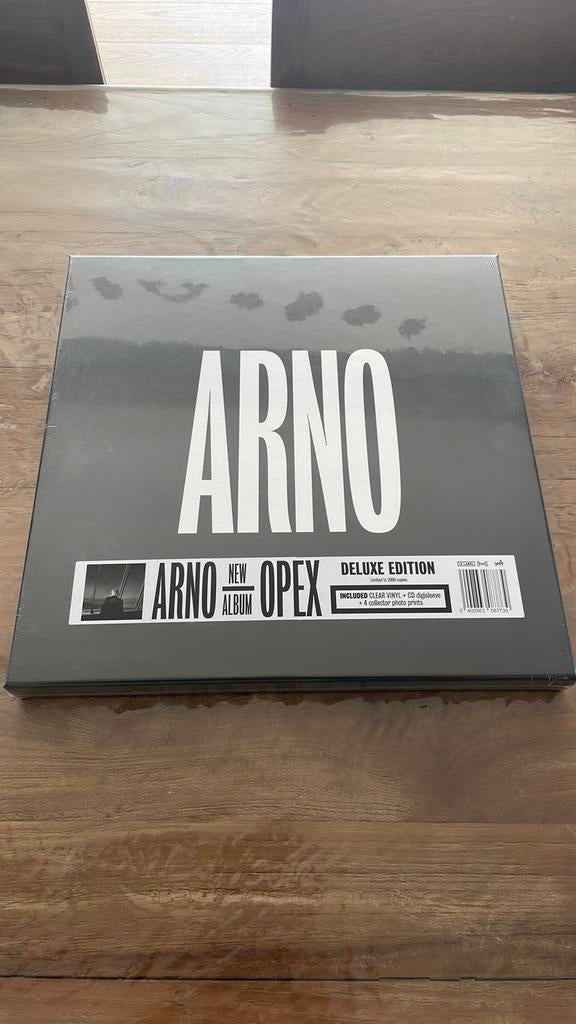 ARNO
ARNO
NEW
ALBUM
OPEX
DELUXE EDITION
Limited to 2000 copies
INCLUDED CLEAR VINYL + CD digisleeve
+ 4 collector photo prints